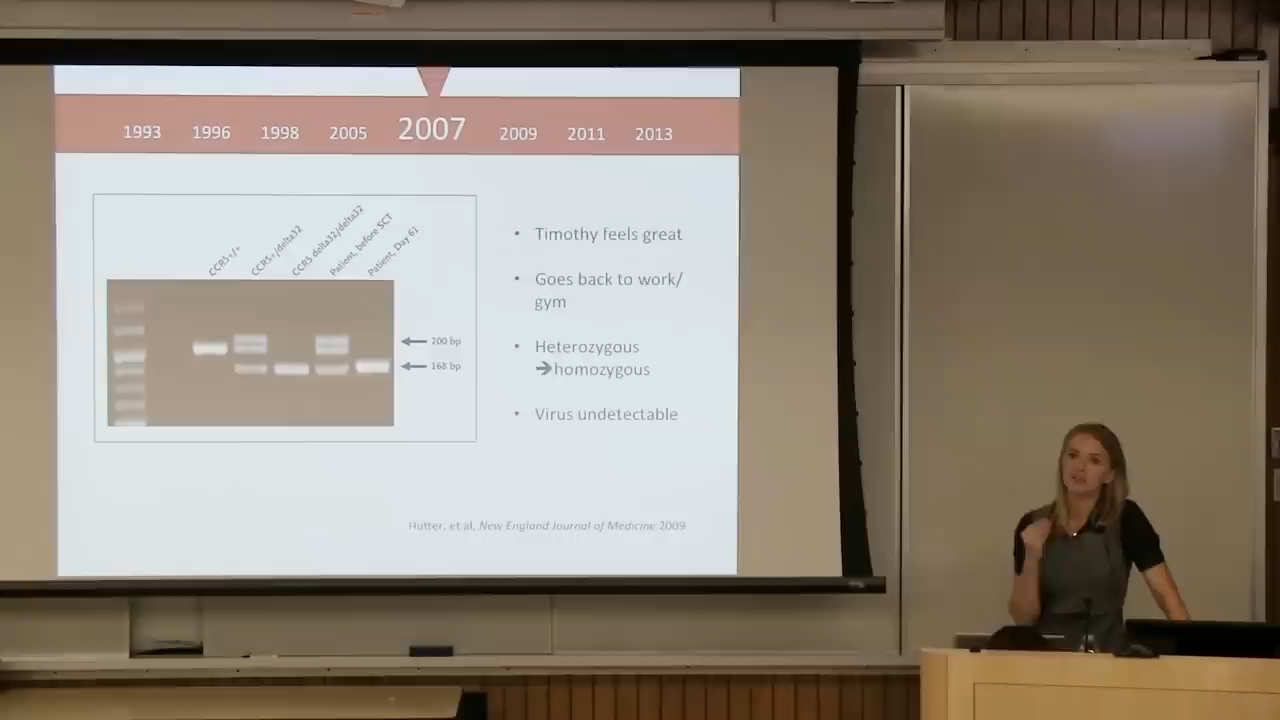 1993 1996 1998 2005 2007 2009 2011 2013
CCR5+/+
CCR5+/delta32
CCR5 delta32/delta32
Patient, before SCT
Patient, Day 61
200 bp
168 bp
• Timothy feels great
• Goes back to work/
gym
• Heterozygous
➔homozygous
• Virus undetectable
Hutter, et al, New England Journal of Medicine 2009